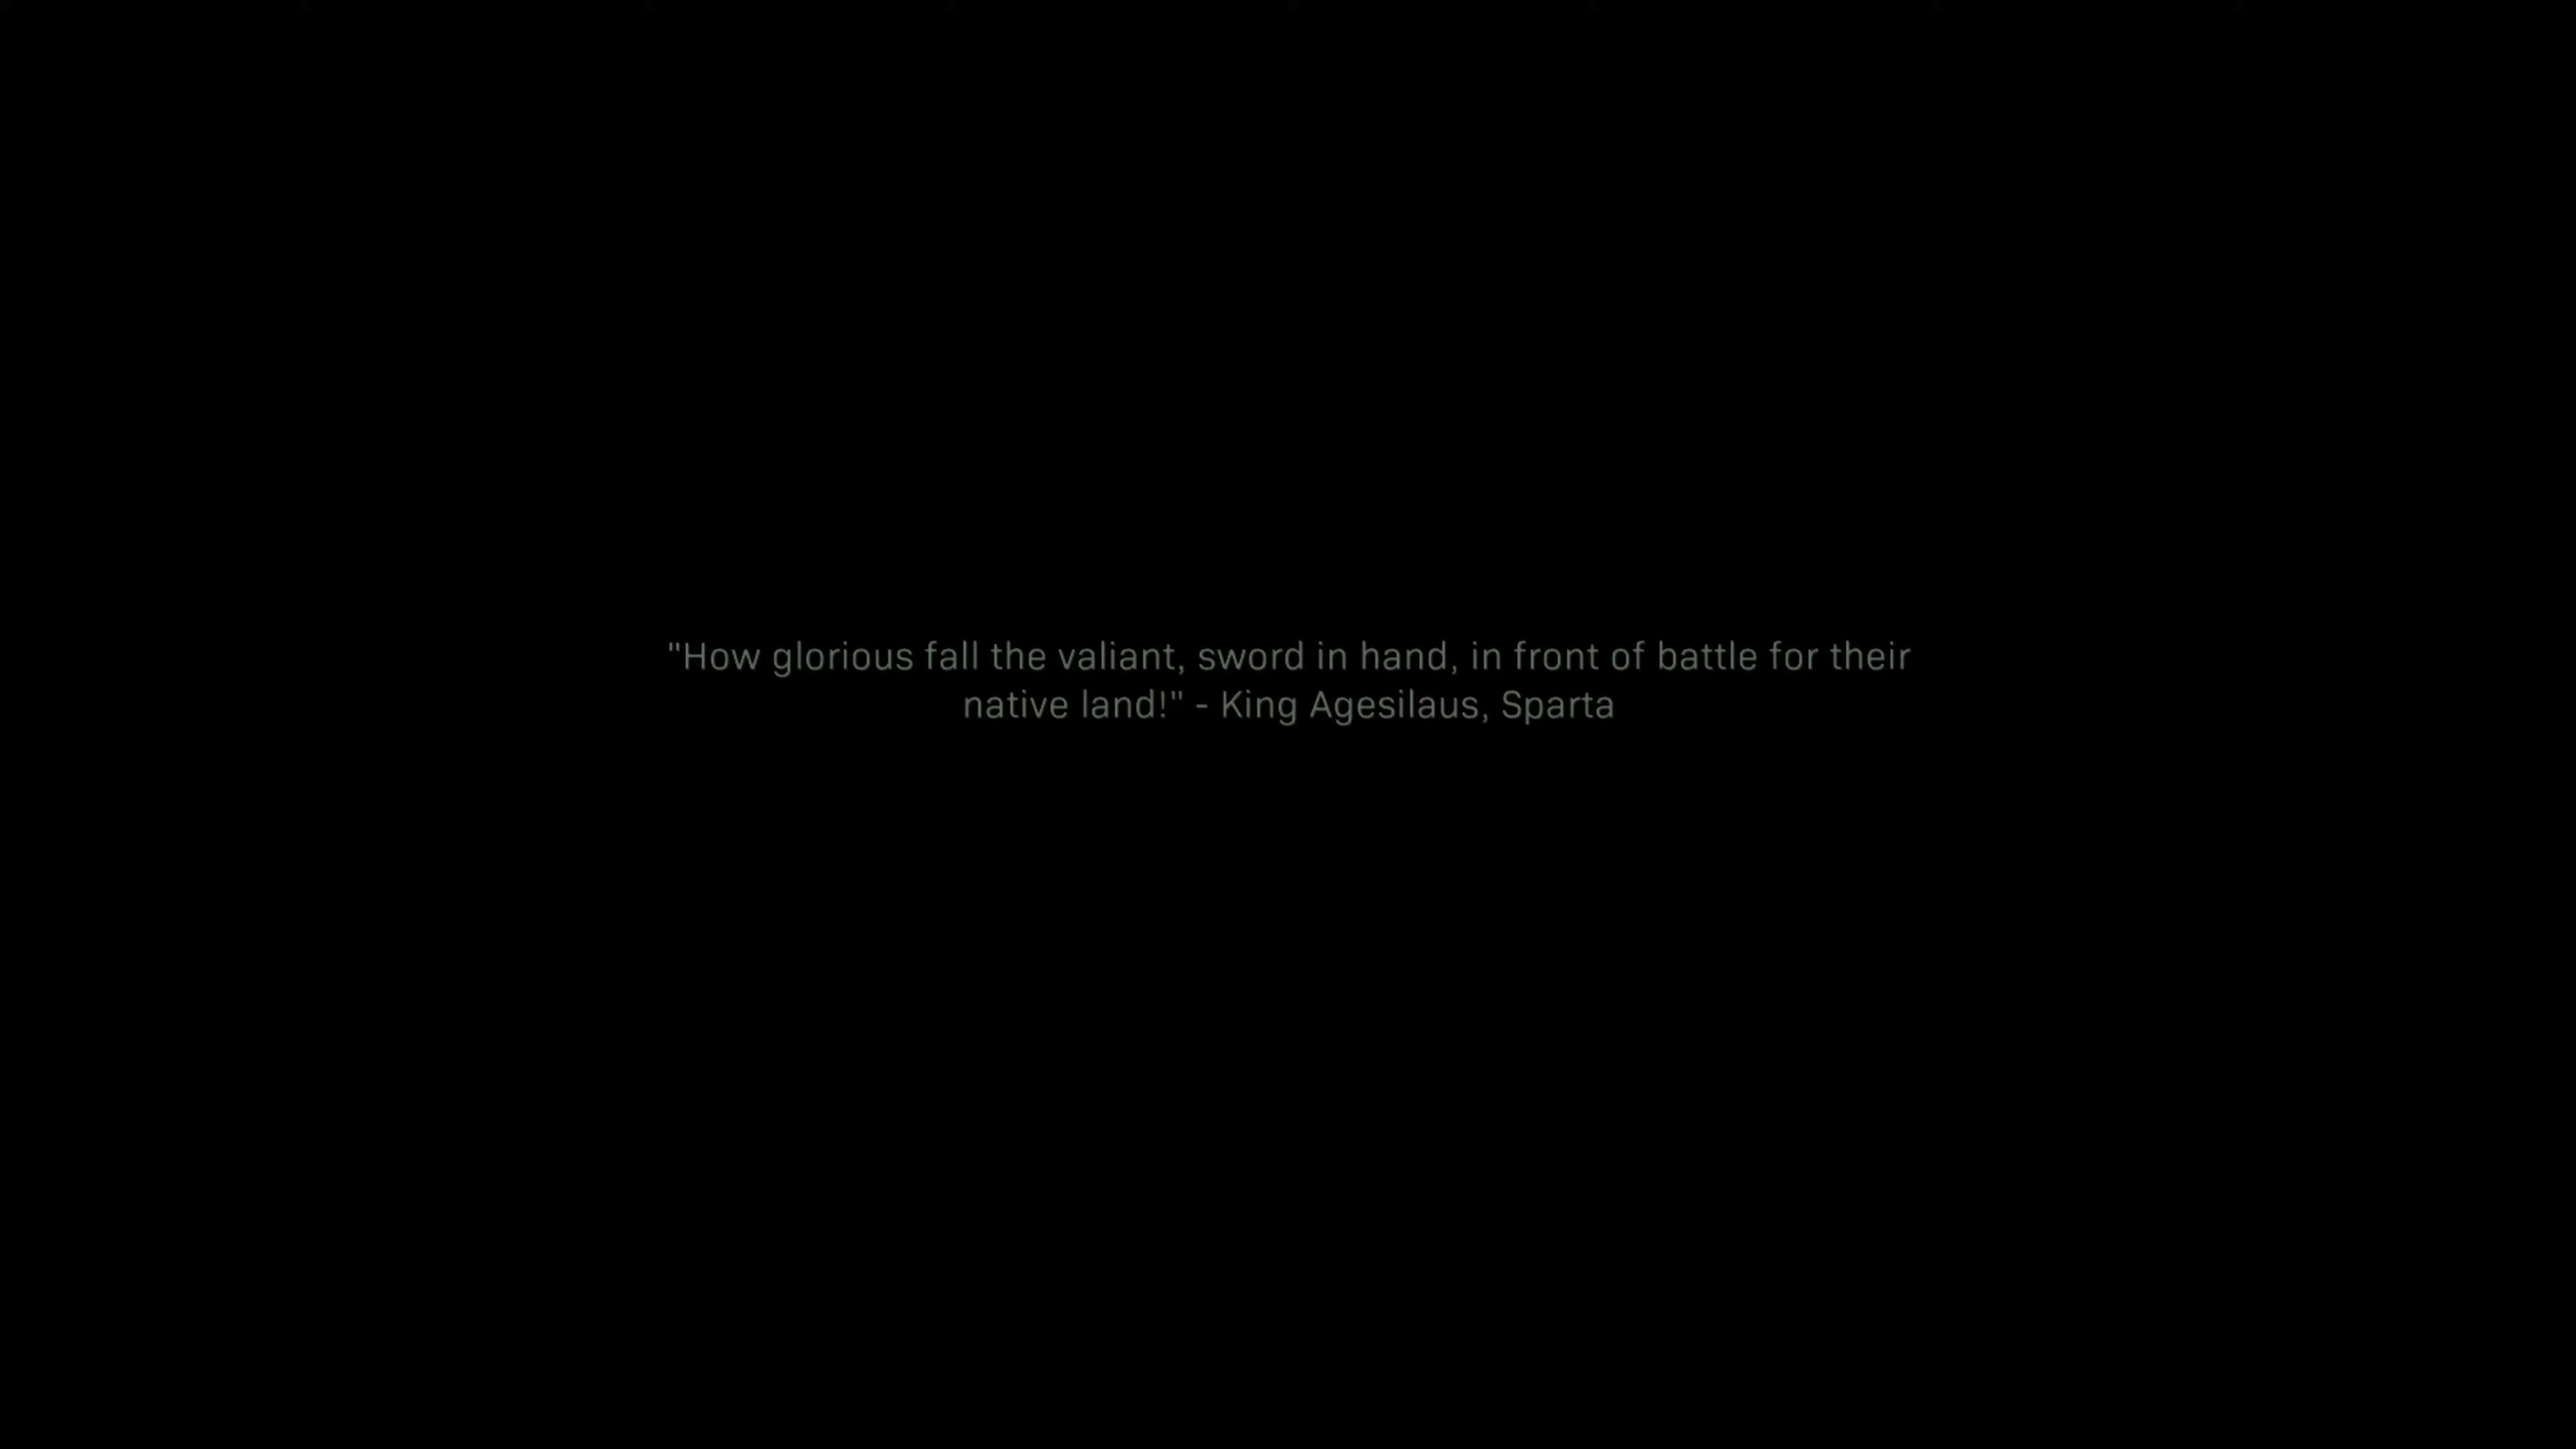 "How glorious fall the valiant, sword in hand, in front of battle for their
native land!" - King Agesilaus, Sparta